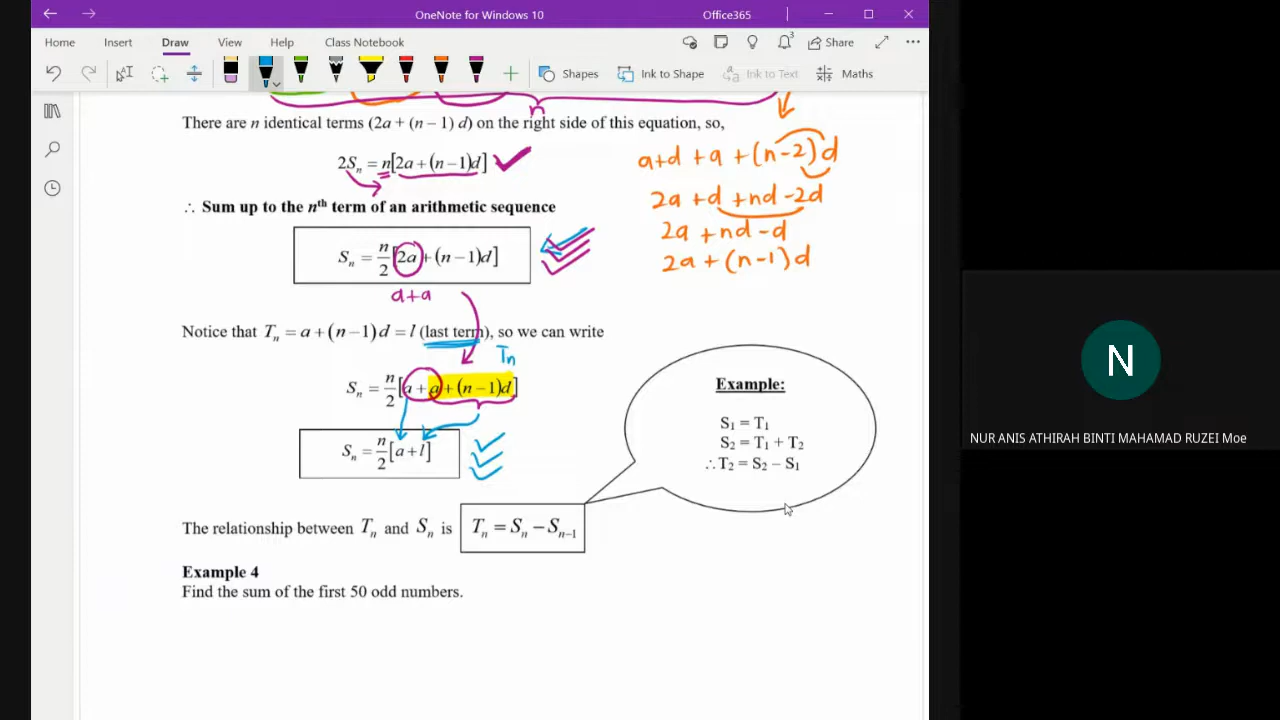 OneNote for Windows 10
Office365
Home Insert Draw View Help Class Notebook
3
Share
Shapes Ink to Shape Ink to Text Maths
n
There are n identical terms (2a + (n – 1) d) on the right side of this equation, so,
2Sₙ = n[2a + (n – 1)d]
∴ Sum up to the nᵗʰ term of an arithmetic sequence
Sₙ = n/2 [2a + (n – 1)d]
a+a
a+d + a + (n-2)d
2a + d + nd - 2d
2a + nd - d
2a + (n-1)d
Notice that Tₙ = a + (n – 1)d = l (last term), so we can write
Tn
Sₙ = n/2 [a + a + (n – 1)d]
Sₙ = n/2 [a + l]
Example:
S₁ = T₁
S₂ = T₁ + T₂
∴ T₂ = S₂ – S₁
The relationship between Tₙ and Sₙ is Tₙ = Sₙ – Sₙ₋₁
Example 4
Find the sum of the first 50 odd numbers.
N
NUR ANIS ATHIRAH BINTI MAHAMAD RUZEI Moe